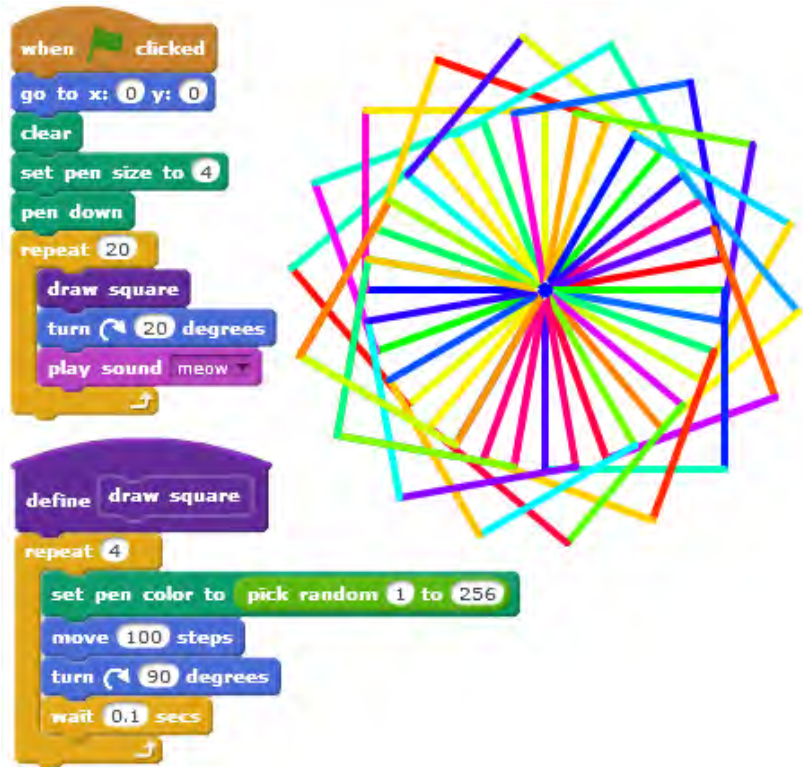 when clicked
go to x: 0 y: 0
clear
set pen size to 4
pen down
repeat 20
draw square
turn 20 degrees
play sound meow
define draw square
repeat 4
set pen color to pick random 1 to 256
move 100 steps
turn 90 degrees
wait 0.1 secs